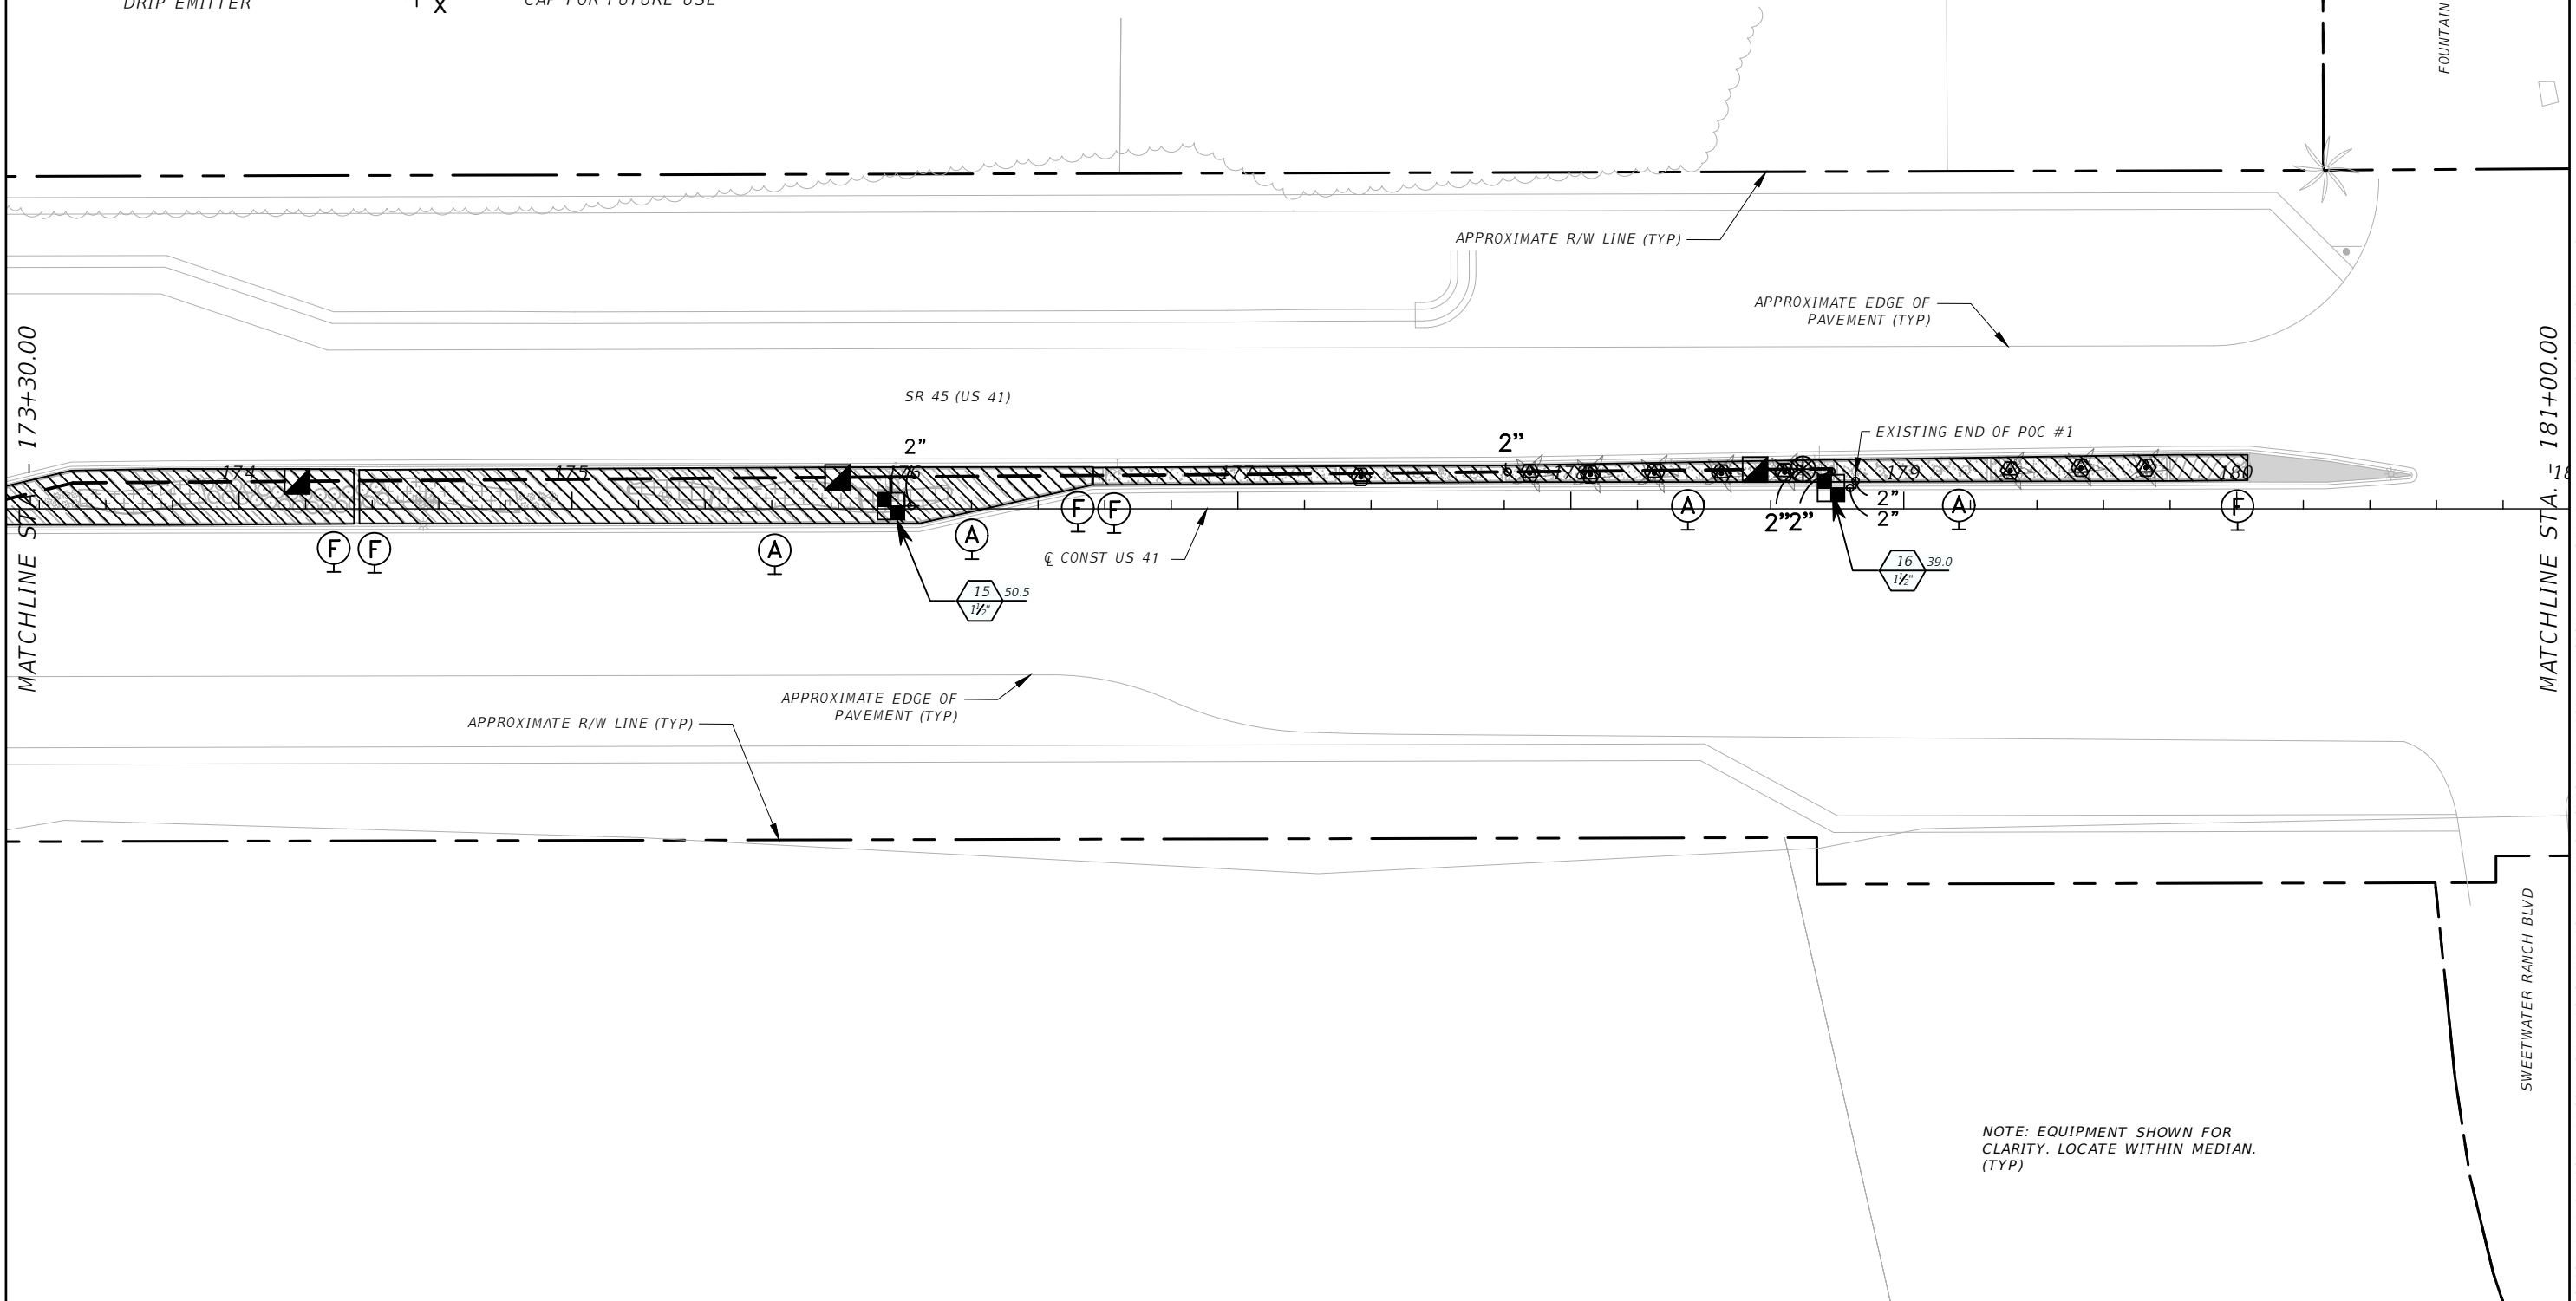 DRIP EMITTER
X
CAP FOR FUTURE USE
FOUNTAIN
APPROXIMATE R/W LINE (TYP)
APPROXIMATE EDGE OF
PAVEMENT (TYP)
MATCHLINE STA. - 173+30.00
MATCHLINE STA. - 181+00.00
SR 45 (US 41)
EXISTING END OF POC #1
2"
2"
174
175
176
178
179
180
2"
2"
2"
2"
F
F
A
A
F
F
A
A
F
℄ CONST US 41
15
1½"
50.5
16
1½"
39.0
APPROXIMATE EDGE OF
PAVEMENT (TYP)
APPROXIMATE R/W LINE (TYP)
SWEETWATER RANCH BLVD
NOTE: EQUIPMENT SHOWN FOR
CLARITY. LOCATE WITHIN MEDIAN.
(TYP)